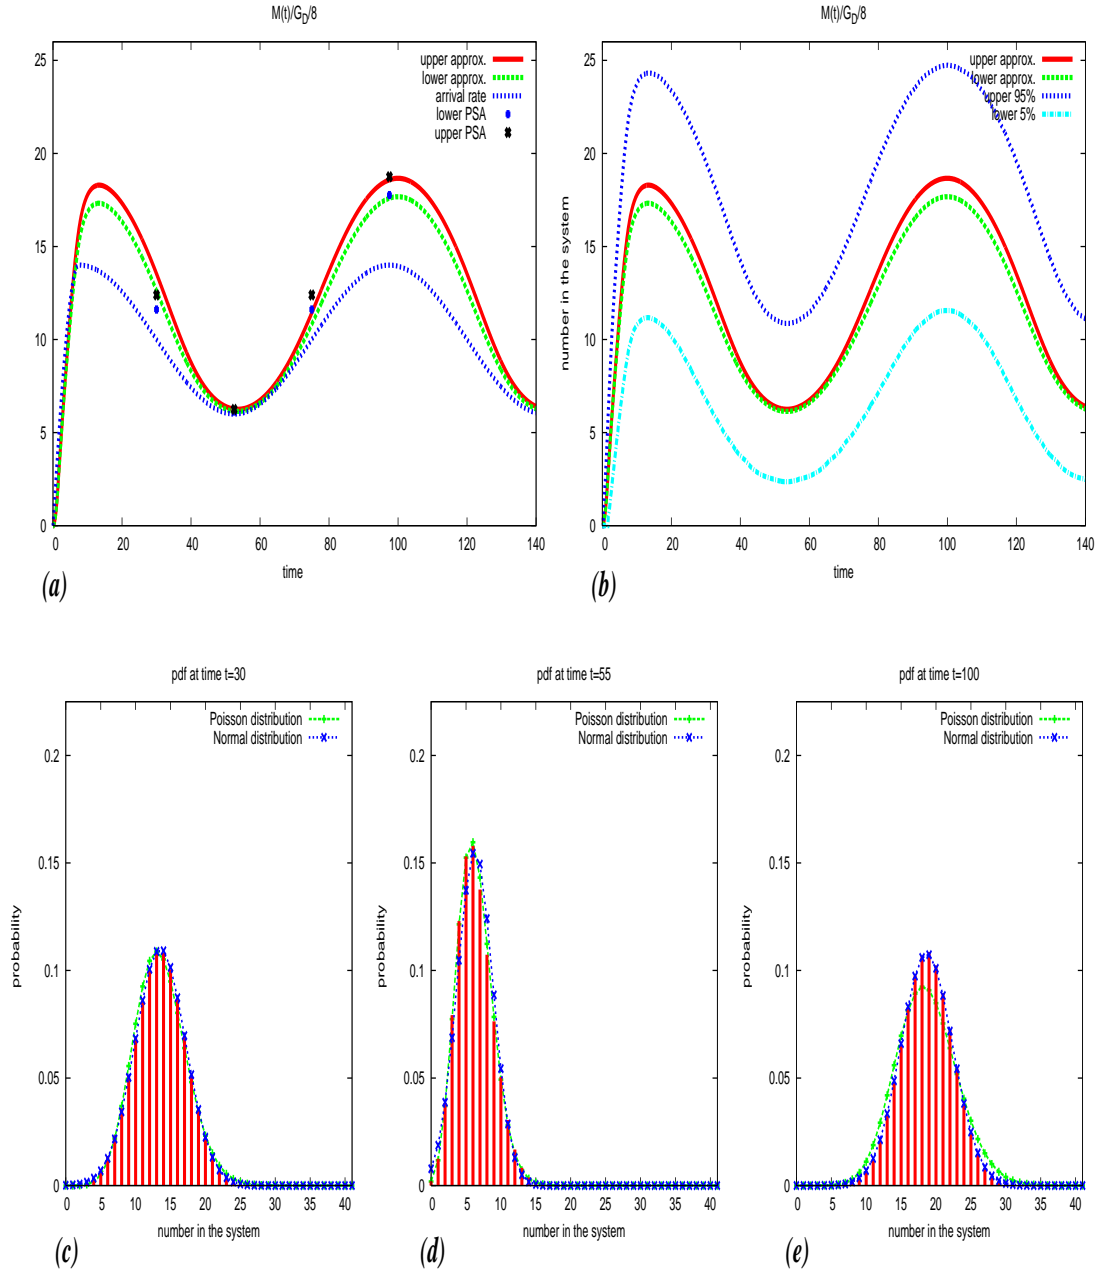 M(t)/G_D/8
upper approx.
lower approx.
arrival rate
lower PSA
upper PSA
25
20
15
10
5
0
0 20 40 60 80 100 120 140
time
(a)
M(t)/G_D/8
upper approx.
lower approx.
upper 95%
lower 5%
number in the system
25
20
15
10
5
0
0 20 40 60 80 100 120 140
time
(b)
pdf at time t=30
Poisson distribution
Normal distribution
probability
0.2
0.15
0.1
0.05
0
0 5 10 15 20 25 30 35 40
number in the system
(c)
pdf at time t=55
Poisson distribution
Normal distribution
probability
0.2
0.15
0.1
0.05
0
0 5 10 15 20 25 30 35 40
number in the system
(d)
pdf at time t=100
Poisson distribution
Normal distribution
probability
0.2
0.15
0.1
0.05
0
0 5 10 15 20 25 30 35 40
number in the system
(e)